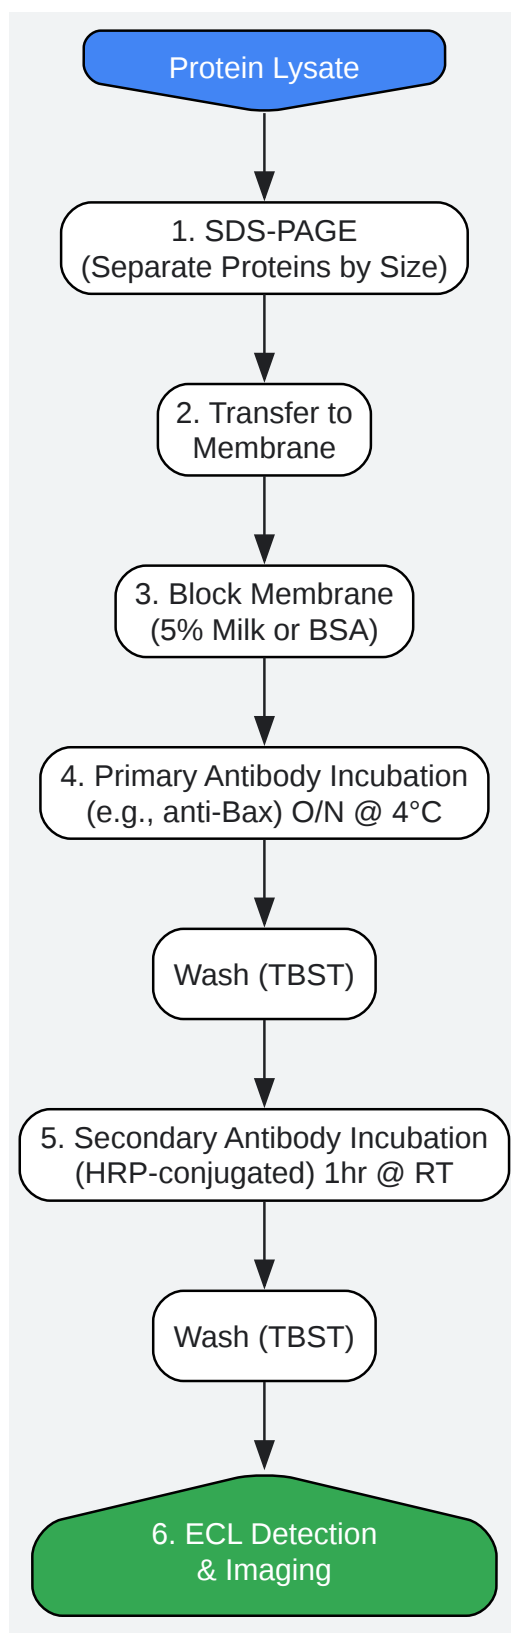 Protein Lysate
1. SDS-PAGE
(Separate Proteins by Size)
2. Transfer to
Membrane
3. Block Membrane
(5% Milk or BSA)
4. Primary Antibody Incubation
(e.g., anti-Bax) O/N @ 4°C
Wash (TBST)
5. Secondary Antibody Incubation
(HRP-conjugated) 1hr @ RT
Wash (TBST)
6. ECL Detection
& Imaging